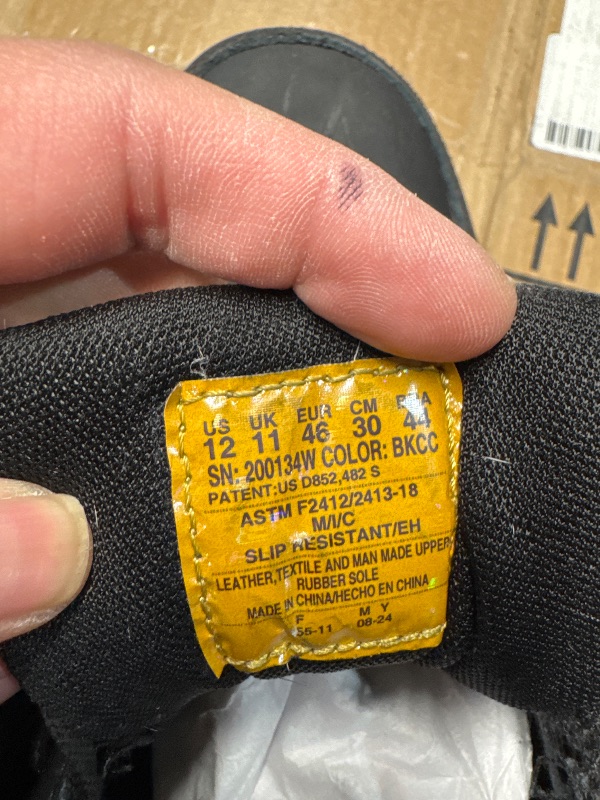 US UK EUR CM BRA
12 11 46 30 44
SN: 200134W COLOR: BKCC
PATENT:US D852,482 S
ASTM F2412/2413-18
M/I/C
SLIP RESISTANT/EH
LEATHER,TEXTILE AND MAN MADE UPPER
RUBBER SOLE
MADE IN CHINA/HECHO EN CHINA
F M Y
S5-11 08-24